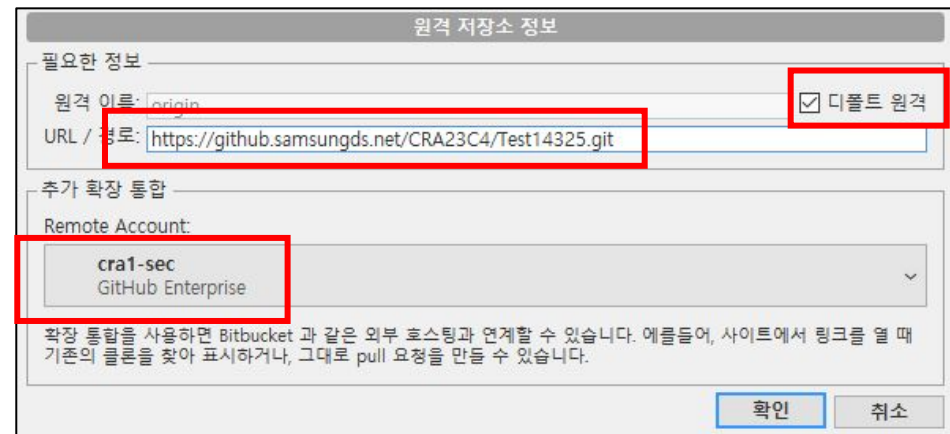 원격 저장소 정보
필요한 정보
원격 이름: origin
디폴트 원격
URL / 경로: https://github.samsungds.net/CRA23C4/Test14325.git
추가 확장 통합
Remote Account:
cra1-sec
GitHub Enterprise
확장 통합을 사용하면 Bitbucket 과 같은 외부 호스팅과 연계할 수 있습니다. 에를들어, 사이트에서 링크를 열 때
기존의 클론을 찾아 표시하거나, 그대로 pull 요청을 만들 수 있습니다.
확인 취소